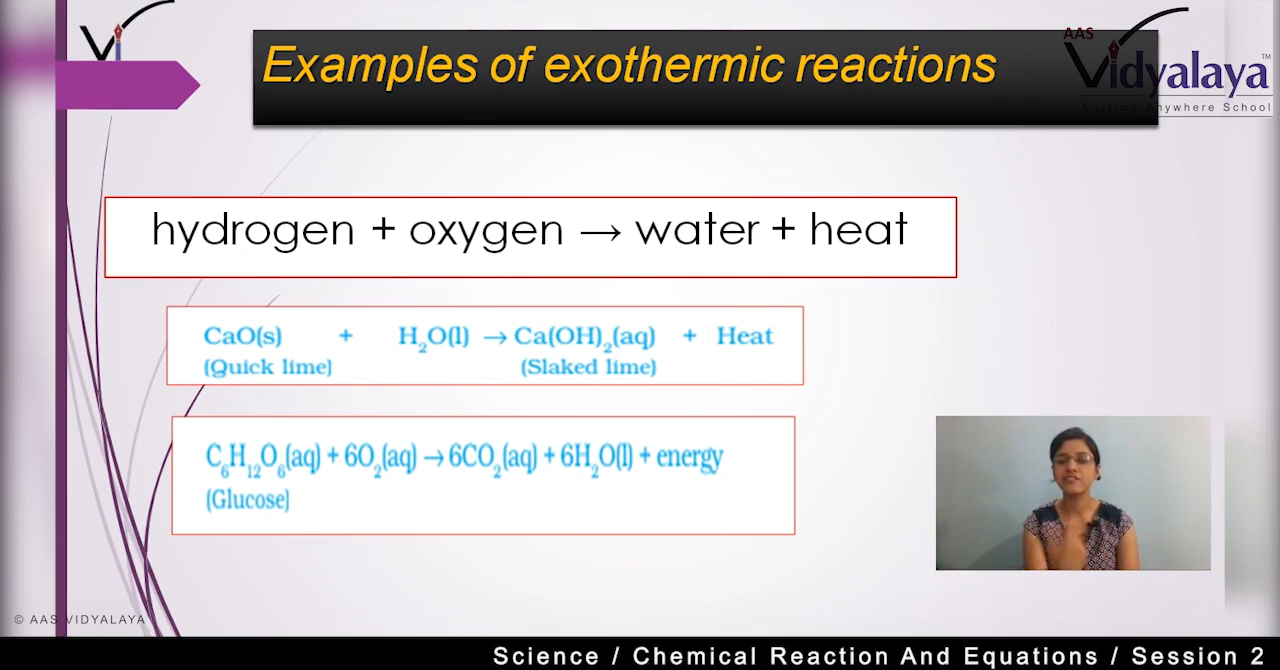 Examples of exothermic reactions
AAS
Vidyalaya™
Anytime Anywhere School
hydrogen + oxygen → water + heat
CaO(s) + H₂O(l) → Ca(OH)₂(aq) + Heat
(Quick lime) (Slaked lime)
C₆H₁₂O₆(aq) + 6O₂(aq) → 6CO₂(aq) + 6H₂O(l) + energy
(Glucose)
© AAS VIDYALAYA
Science / Chemical Reaction And Equations / Session 2